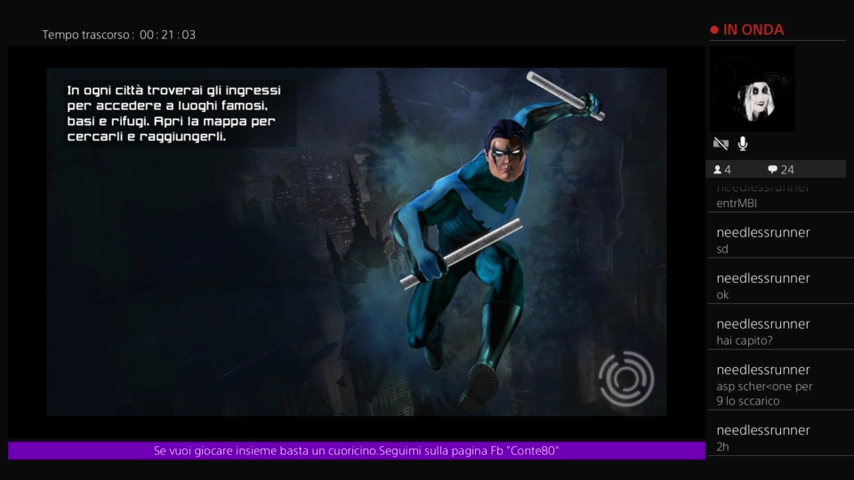 Tempo trascorso: 00:21:03
In ogni città troverai gli ingressi
per accedere a luoghi famosi,
basi e rifugi. Apri la mappa per
cercarli e raggiungerli.
Se vuoi giocare insieme basta un cuoricino.Seguimi sulla pagina Fb "Conte80"
IN ONDA
4
24
needlessrunner
entrMBI
needlessrunner
sd
needlessrunner
ok
needlessrunner
hai capito?
needlessrunner
asp scher<one per
9 lo sccarico
needlessrunner
2h